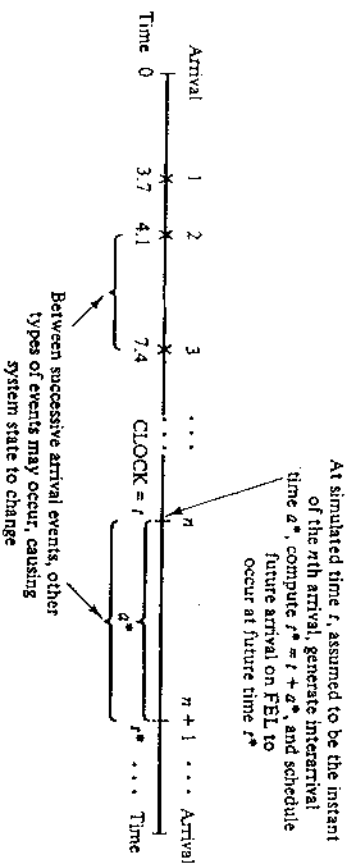 At simulated time t, assumed to be the instant
of the nth arrival, generate interarrival
time a*, compute t* = t + a*, and schedule
future arrival on FEL to
occur at future time t*
Arrival 1 2 3 . . . n n + 1 . . . Arrival
Time 0 3.7 4.1 7.4 CLOCK = t t* . . . Time
a*
Between successive arrival events, other
types of events may occur, causing
system state to change